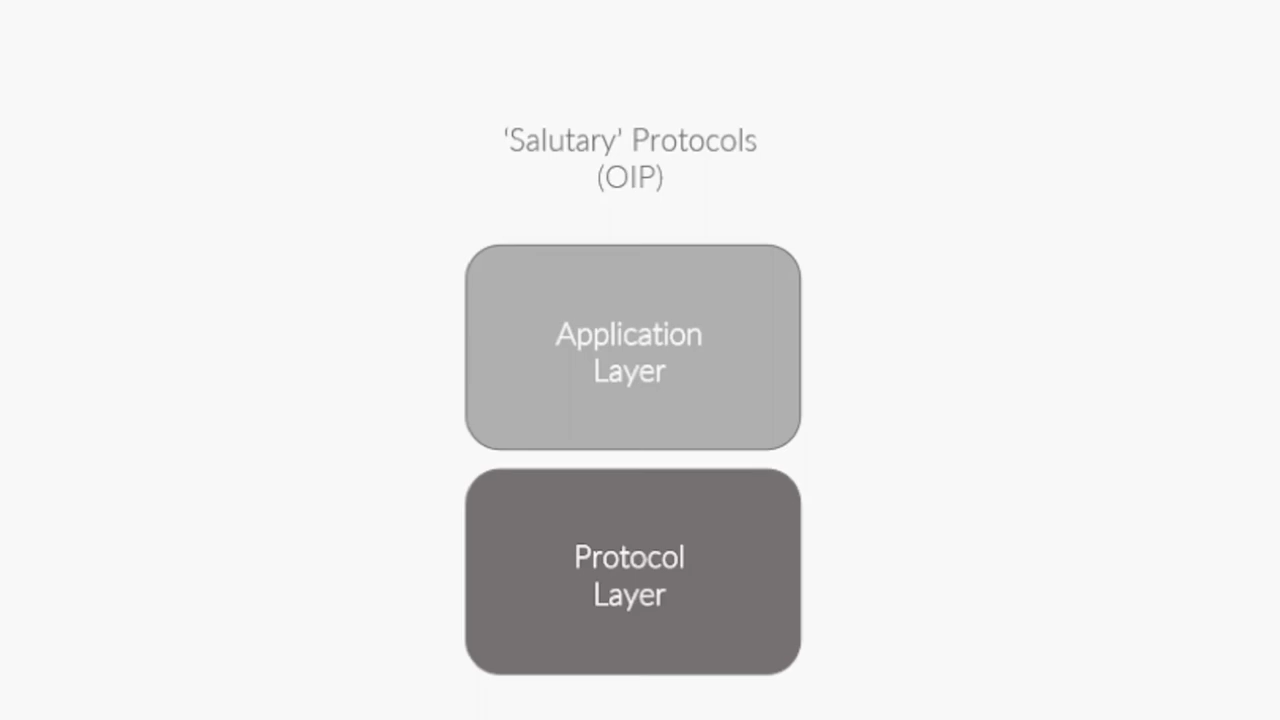 ‘Salutary’ Protocols
(OIP)
Application
Layer
Protocol
Layer